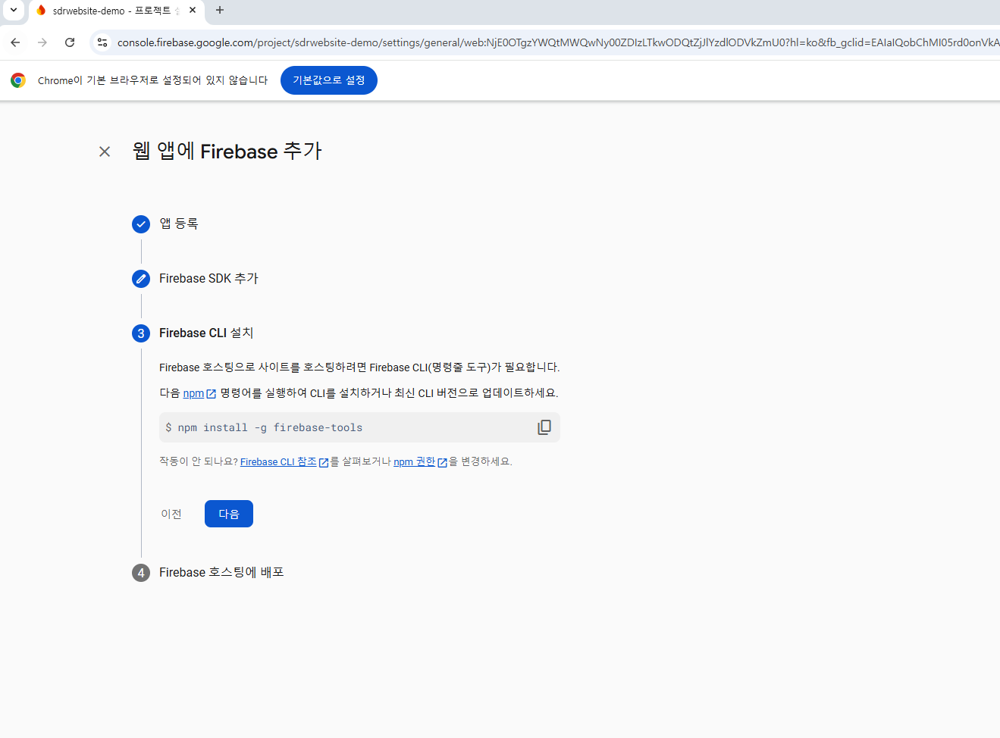 sdrwebsite-demo - 프로젝트
console.firebase.google.com/project/sdrwebsite-demo/settings/general/web:NjE0OTgzYWQtMWQwNy00ZDIzLTkwODQtZjJlYzdlODVkZmU0?hl=ko&fb_gclid=EAIaIQobChMI05rd0onVkA
Chrome이 기본 브라우저로 설정되어 있지 않습니다 기본값으로 설정
웹 앱에 Firebase 추가
앱 등록
Firebase SDK 추가
3 Firebase CLI 설치
Firebase 호스팅으로 사이트를 호스팅하려면 Firebase CLI(명령줄 도구)가 필요합니다.
다음 npm 명령어를 실행하여 CLI를 설치하거나 최신 CLI 버전으로 업데이트하세요.
$ npm install -g firebase-tools
작동이 안 되나요? Firebase CLI 참조를 살펴보거나 npm 권한을 변경하세요.
이전 다음
4 Firebase 호스팅에 배포